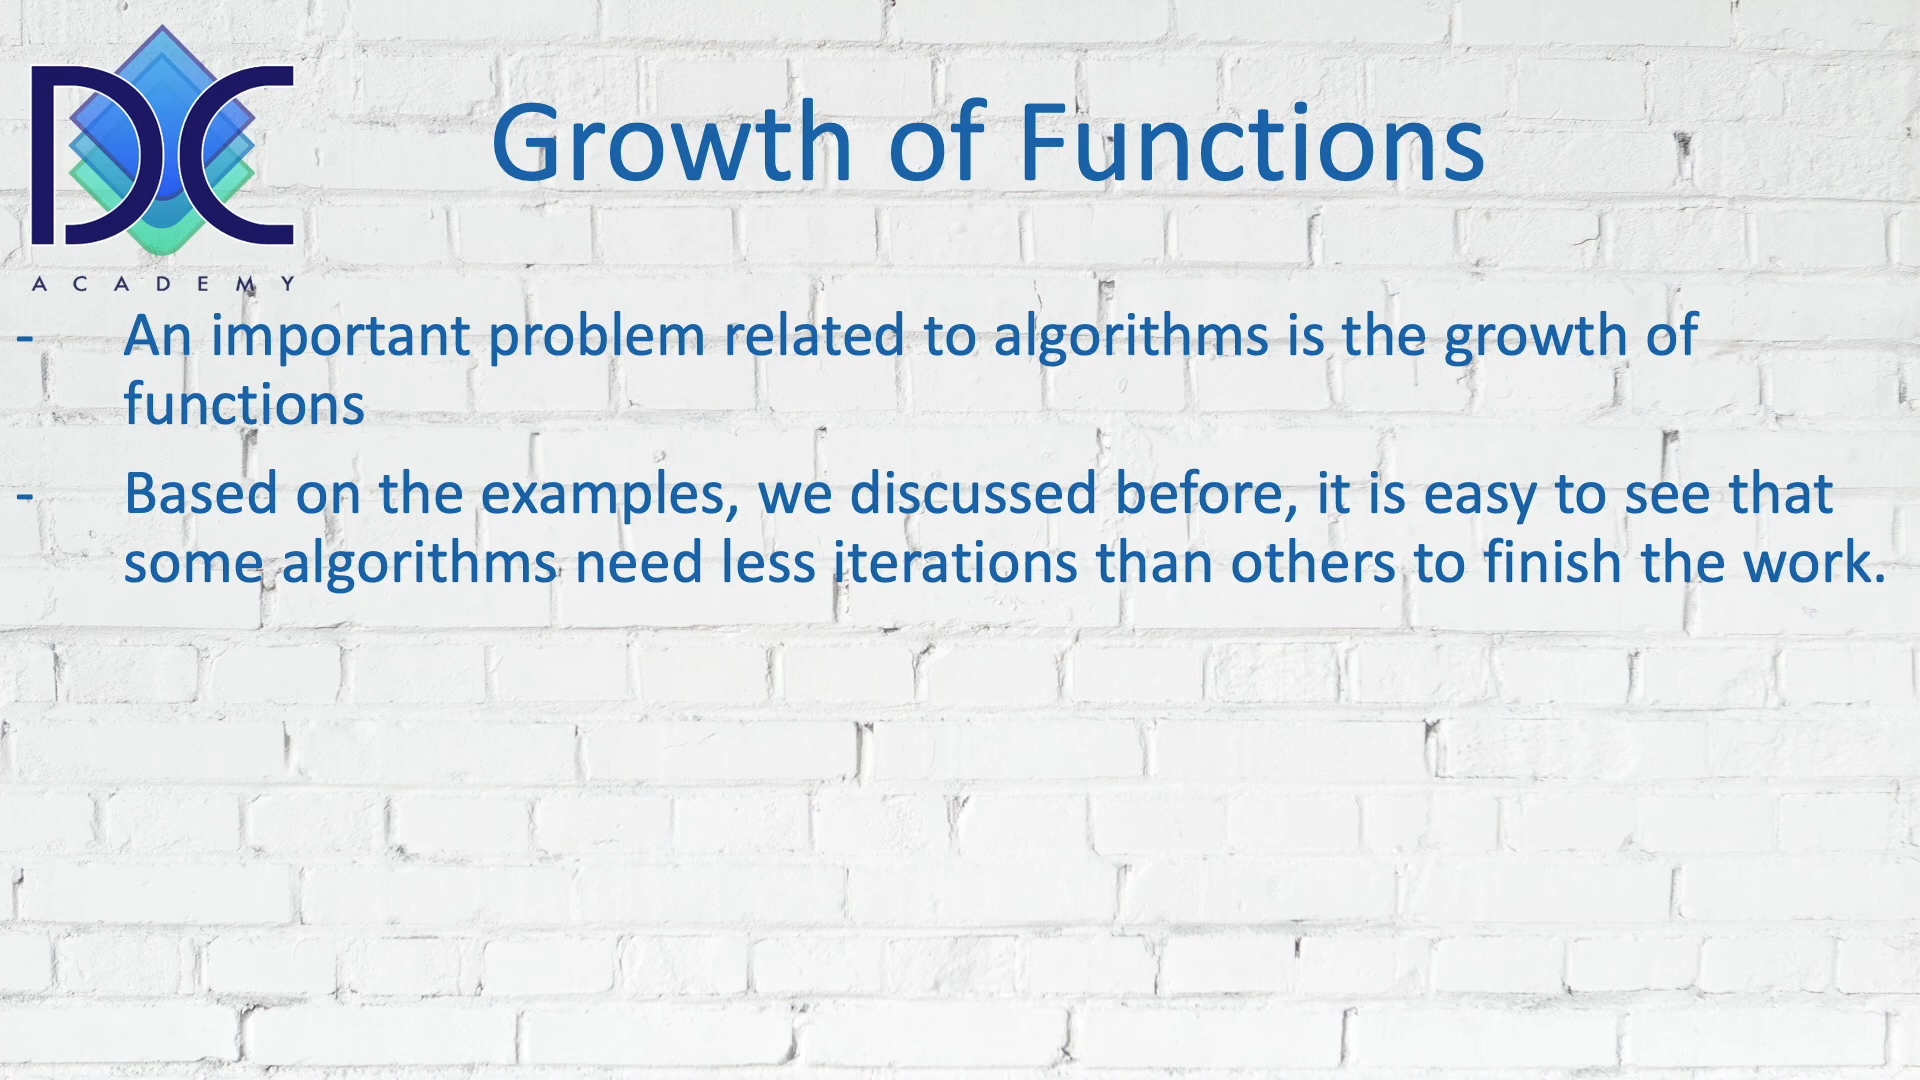 DC
ACADEMY
Growth of Functions
- An important problem related to algorithms is the growth of
functions
- Based on the examples, we discussed before, it is easy to see that
some algorithms need less iterations than others to finish the work.